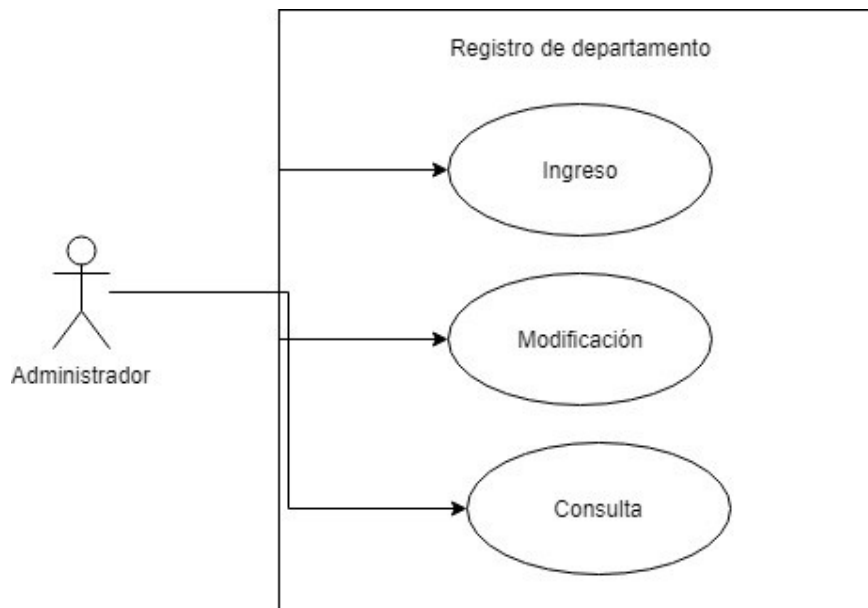 Registro de departamento
Ingreso
Modificación
Administrador
Consulta